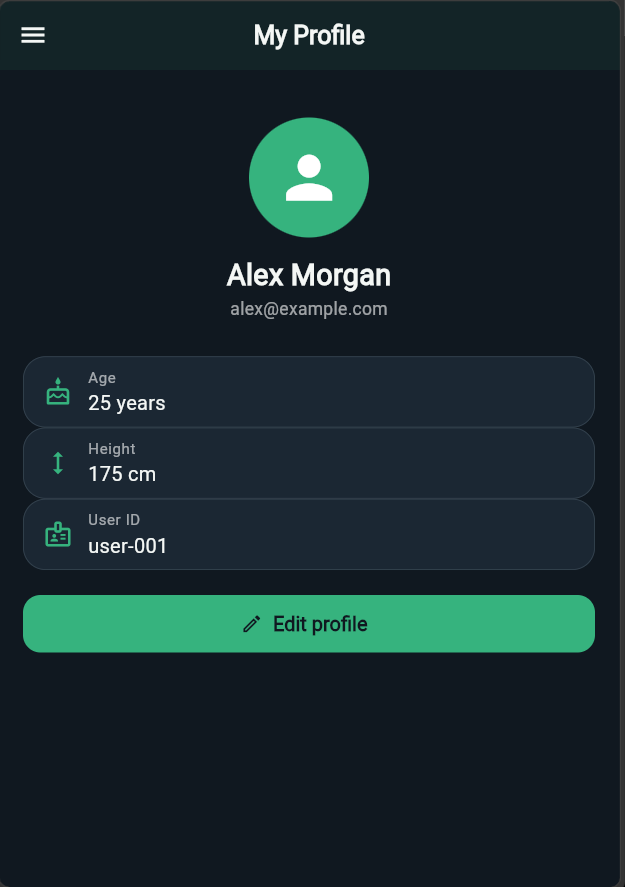 My Profile
Alex Morgan
alex@example.com
Age
25 years
Height
175 cm
User ID
user-001
Edit profile